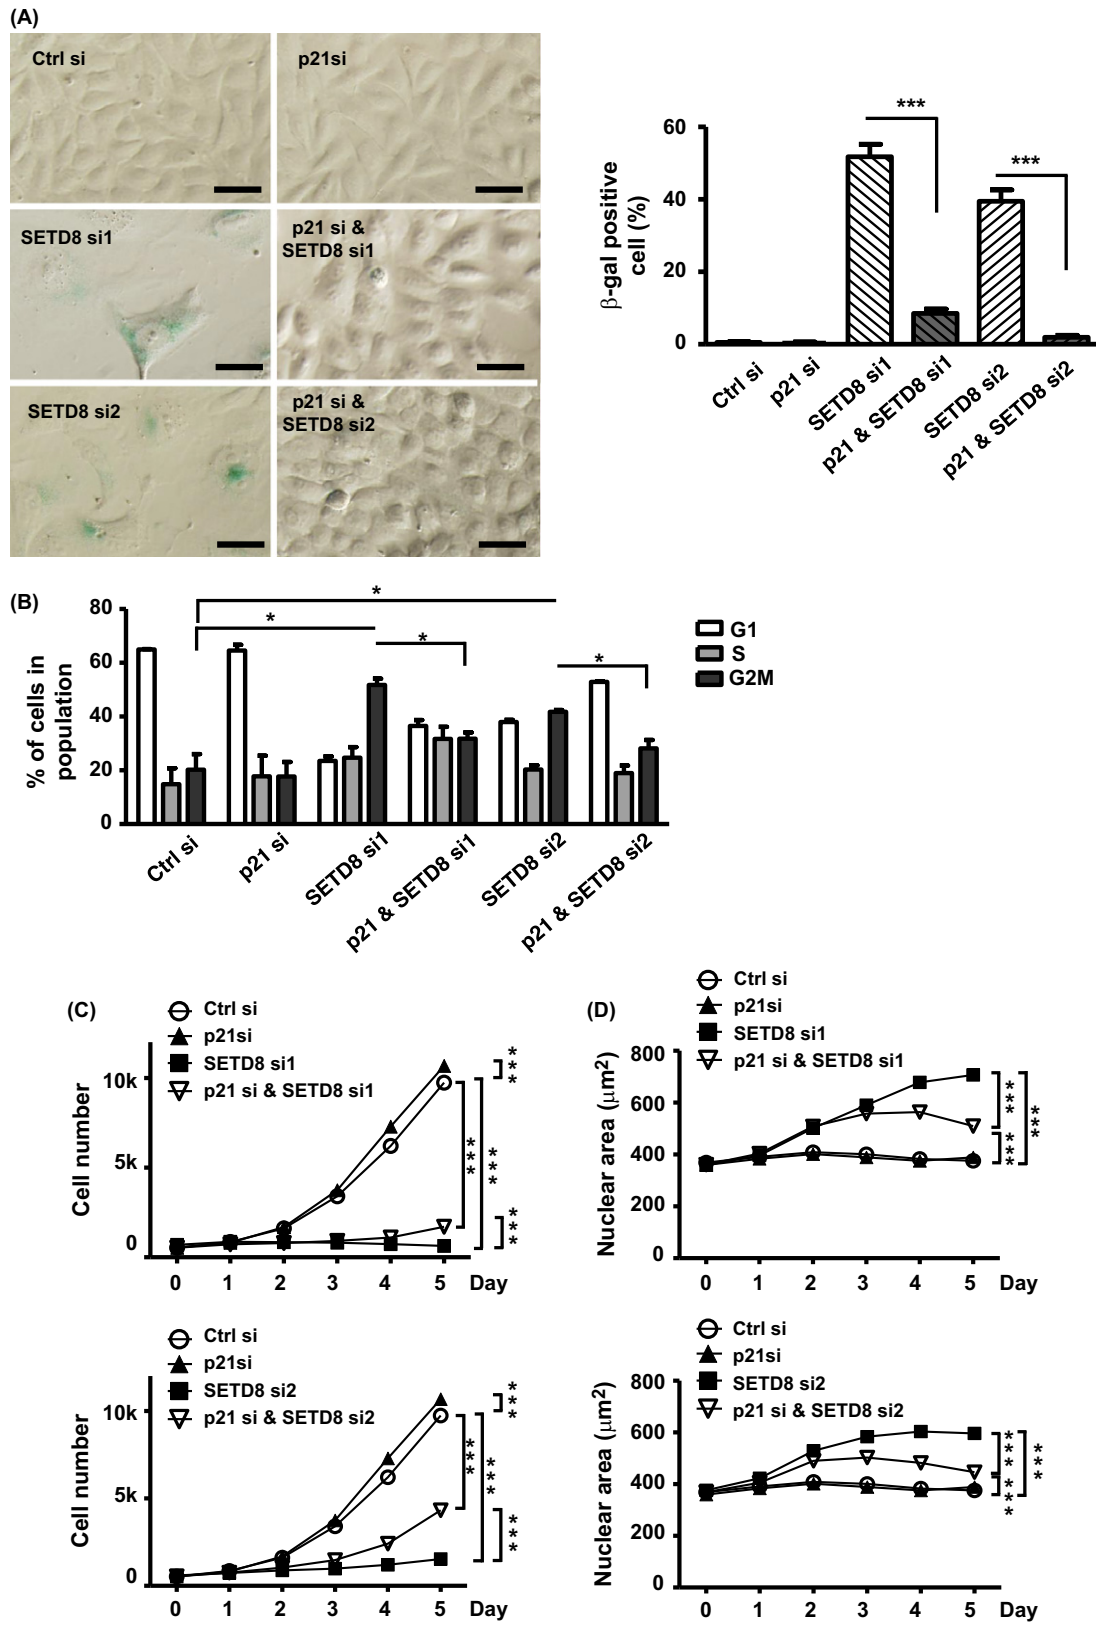 (A)
Ctrl si
p21si
SETD8 si1
p21 si &
SETD8 si1
SETD8 si2
p21 si &
SETD8 si2
β-gal positive
cell (%)
60
40
20
0
***
***
Ctrl si
p21 si
SETD8 si1
p21 & SETD8 si1
SETD8 si2
p21 & SETD8 si2
(B)
% of cells in
population
80
60
40
20
0
*
*
*
*
G1
S
G2M
Ctrl si
p21 si
SETD8 si1
p21 & SETD8 si1
SETD8 si2
p21 & SETD8 si2
(C)
Ctrl si
p21si
SETD8 si1
p21 si & SETD8 si1
Cell number
10k
5k
0
***
***
***
***
0 1 2 3 4 5 Day
Ctrl si
p21si
SETD8 si2
p21 si & SETD8 si2
Cell number
10k
5k
0
***
***
***
***
0 1 2 3 4 5 Day
(D)
Ctrl si
p21si
SETD8 si1
p21 si & SETD8 si1
Nuclear area (μm2)
800
600
400
200
0
***
***
***
0 1 2 3 4 5 Day
Ctrl si
p21si
SETD8 si2
p21 si & SETD8 si2
Nuclear area (μm2)
800
600
400
200
0
***
***
***
0 1 2 3 4 5 Day